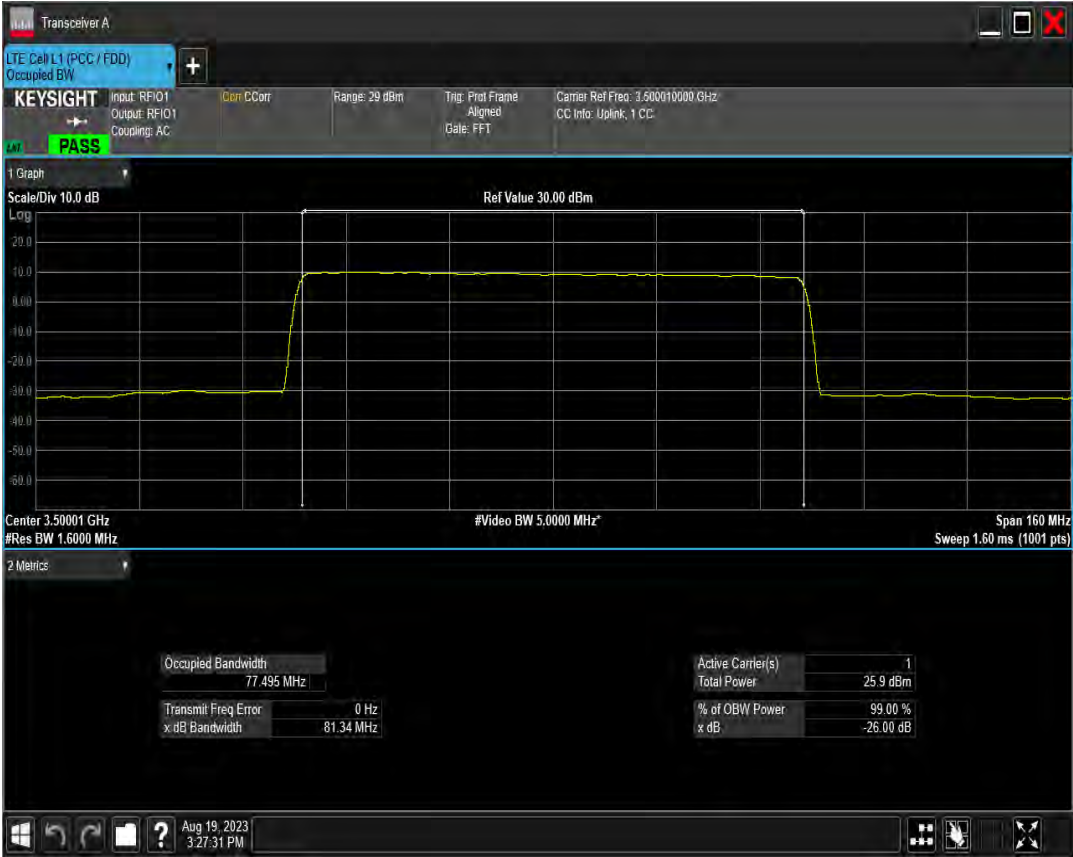 Transceiver A
LTE Cell L1 (PCC / FDD)
Occupied BW
KEYSIGHT
Input: RFIO1
Output: RFIO1
Coupling: AC
Corr CCorr
Range: 29 dBm
Trig: Prot Frame
Aligned
Gate: FFT
Carrier Ref Freq: 3.500010000 GHz
CC Info: Uplink, 1 CC
PASS
1 Graph
Scale/Div 10.0 dB
Ref Value 30.00 dBm
Log
20.0
10.0
0.00
-10.0
-20.0
-30.0
-40.0
-50.0
-60.0
Center 3.50001 GHz
#Video BW 5.0000 MHz*
Span 160 MHz
#Res BW 1.6000 MHz
Sweep 1.60 ms (1001 pts)
2 Metrics
Occupied Bandwidth
77.495 MHz
Transmit Freq Error 0 Hz
x dB Bandwidth 81.34 MHz
Active Carrier(s) 1
Total Power 25.9 dBm
% of OBW Power 99.00 %
x dB -26.00 dB
Aug 19, 2023
3:27:31 PM